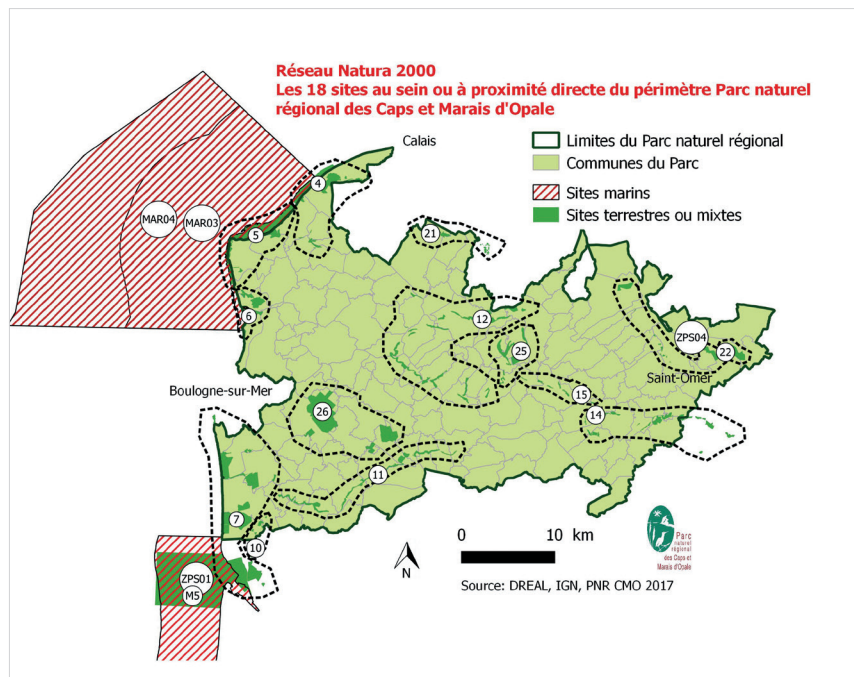 Réseau Natura 2000
Les 18 sites au sein ou à proximité directe du périmètre Parc naturel
régional des Caps et Marais d'Opale
Calais
Limites du Parc naturel régional
Communes du Parc
Sites marins
Sites terrestres ou mixtes
4
MAR04
MAR03
5
21
6
12
ZPS04
22
25
Saint-Omer
Boulogne-sur-Mer
15
26
14
11
7
10
ZPS01
M5
N
0 10 km
Source: DREAL, IGN, PNR CMO 2017
Parc
naturel
régional
des Caps et
Marais d'Opale